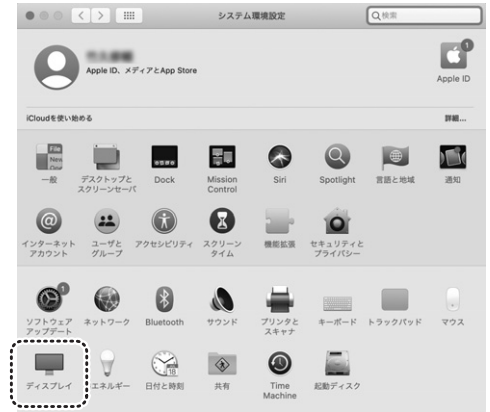 システム環境設定
検索
Apple ID、メディアとApp Store
1
Apple ID
iCloudを使い始める
詳細...
File
New
一般
デスクトップと
スクリーンセーバ
Dock
Mission
Control
Siri
Spotlight
言語と地域
通知
インターネット
アカウント
ユーザと
グループ
アクセシビリティ
スクリーン
タイム
機能拡張
セキュリティと
プライバシー
1
ソフトウェア
アップデート
ネットワーク
Bluetooth
サウンド
プリンタと
スキャナ
キーボード
トラックパッド
マウス
18
ディスプレイ
エネルギー
日付と時刻
共有
Time
Machine
起動ディスク